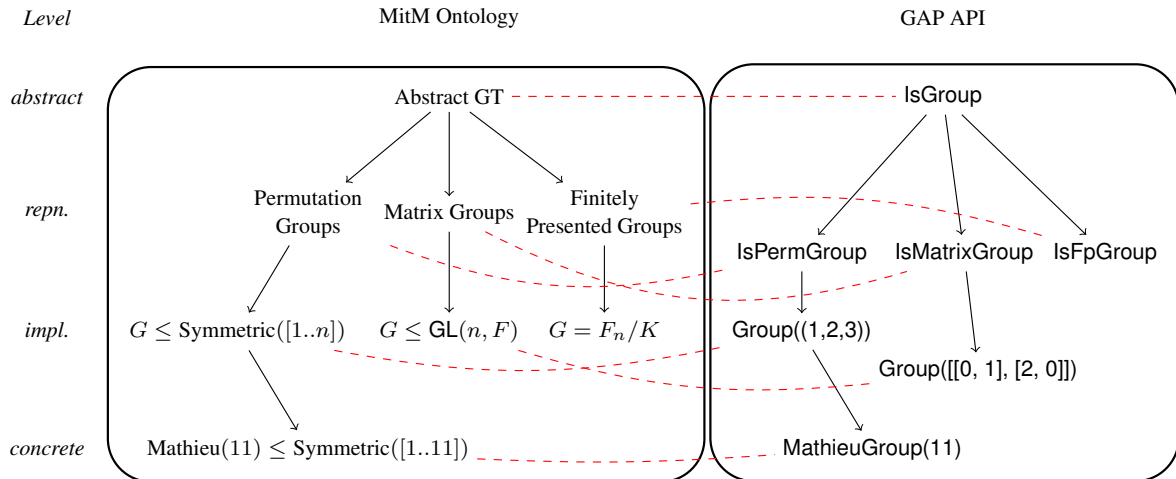 Level MitM Ontology GAP API
abstract Abstract GT IsGroup
repn. Permutation Groups Matrix Groups Finitely Presented Groups
IsPermGroup IsMatrixGroup IsFpGroup
impl. G ≤ Symmetric([1..n]) G ≤ GL(n, F) G = Fₙ/K Group((1,2,3))
Group([[0, 1], [2, 0]])
concrete Mathieu(11) ≤ Symmetric([1..11]) MathieuGroup(11)